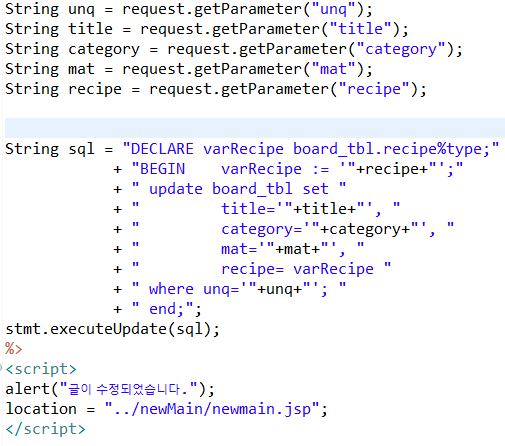 String unq = request.getParameter("unq");
String title = request.getParameter("title");
String category = request.getParameter("category");
String mat = request.getParameter("mat");
String recipe = request.getParameter("recipe");
String sql = "DECLARE varRecipe board_tbl.recipe%type;"
+ "BEGIN    varRecipe := '"+recipe+"';"
+ " update board_tbl set "
+ "         title='"+title+"', "
+ "         category='"+category+"', "
+ "         mat='"+mat+"', "
+ "         recipe= varRecipe "
+ " where unq='"+unq+"'; "
+ " end;";
stmt.executeUpdate(sql);
%>
<script>
alert("글이 수정되었습니다.");
location = "../newMain/newmain.jsp";
</script>